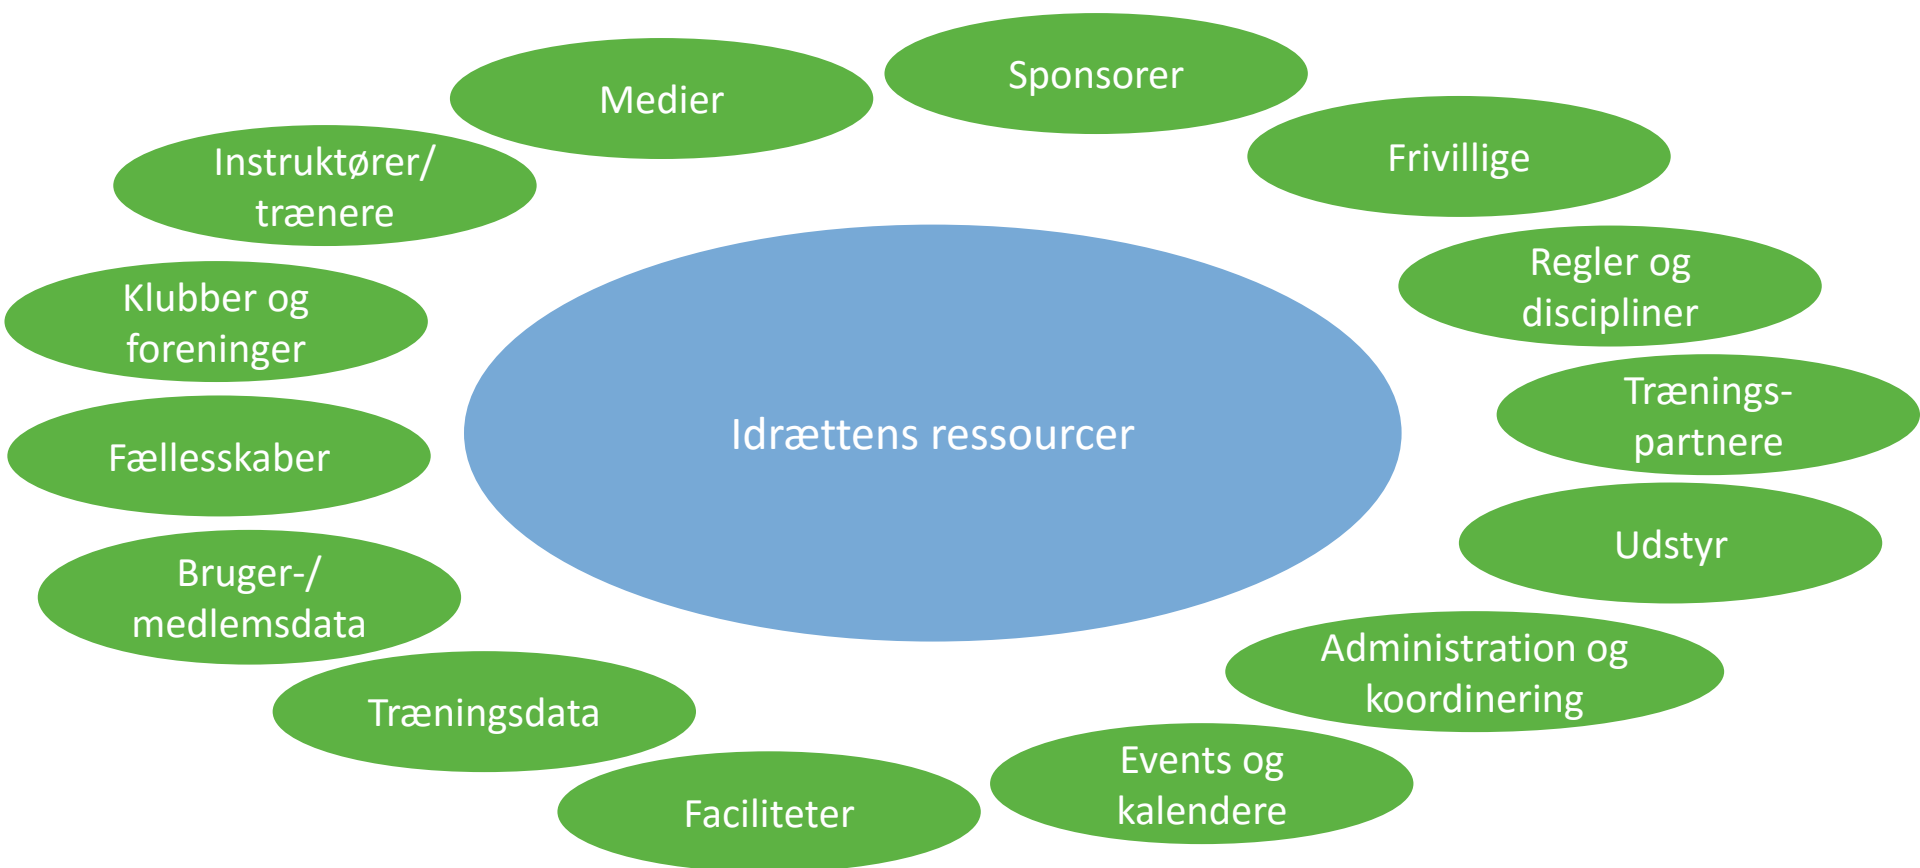 Sponsorer
Medier
Frivillige
Instruktører/
trænere
Regler og
discipliner
Klubber og
foreninger
Trænings-
partnere
Idrættens ressourcer
Fællesskaber
Udstyr
Bruger-/
medlemsdata
Administration og
koordinering
Træningsdata
Events og
kalendere
Faciliteter